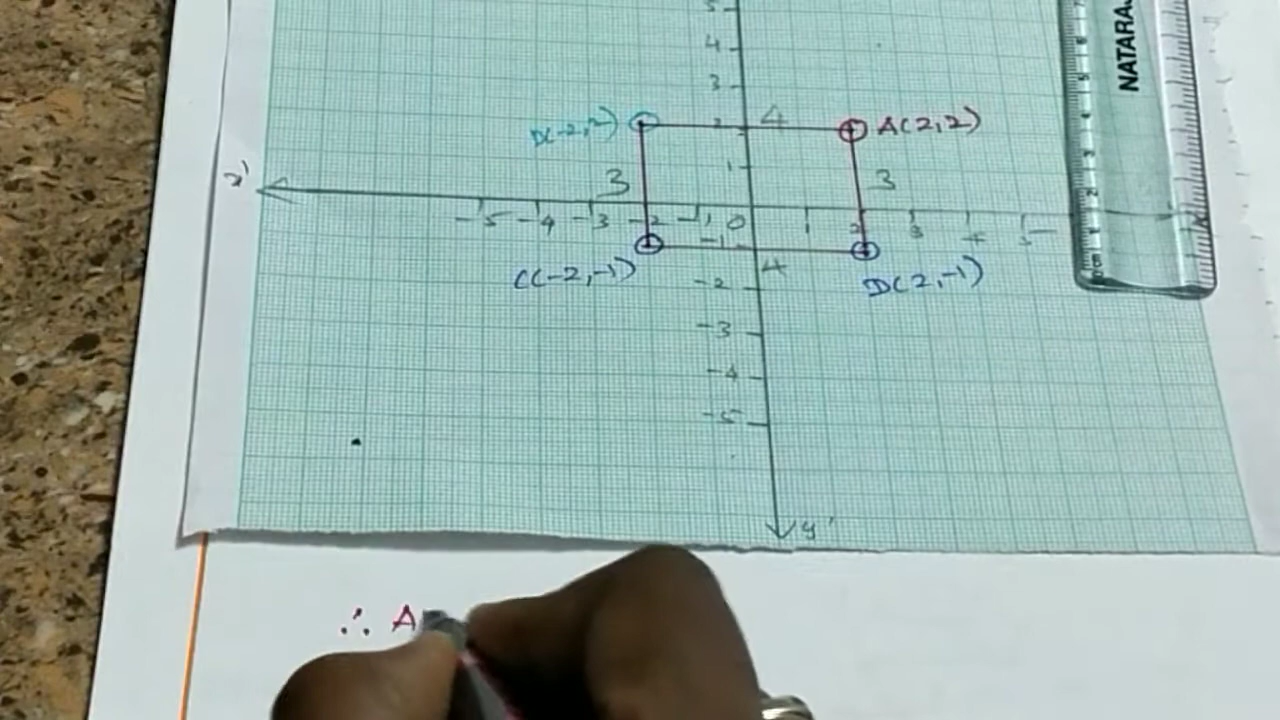 5
4
3
D(-2,2) 2 4 A(2,2)
3 1 3
x'
-5 -4 -3 -2 -1 0 1 2 3 4 5
-1
C(-2,-1) 4 D(2,-1)
-2
-3
-4
-5
y'
∴ A
NATARAJ